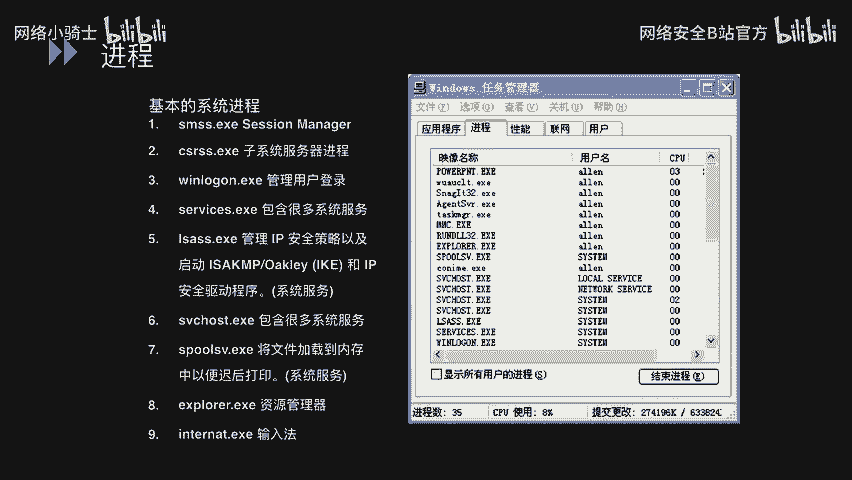 网络小骑士 bilibili
网络安全B站官方 bilibili
进程
基本的系统进程
1. smss.exe Session Manager
2. csrss.exe 子系统服务器进程
3. winlogon.exe 管理用户登录
4. services.exe 包含很多系统服务
5. lsass.exe 管理 IP 安全策略以及
启动 ISAKMP/Oakley (IKE) 和 IP
安全驱动程序。(系统服务)
6. svchost.exe 包含很多系统服务
7. spoolsv.exe 将文件加载到内存
中以便迟后打印。(系统服务)
8. explorer.exe 资源管理器
9. internat.exe 输入法
Windows 任务管理器
文件(F) 选项(O) 查看(V) 关机(U) 帮助(H)
应用程序 进程 性能 联网 用户
映像名称 用户名 CPU
POWERPNT.EXE allen 03
wuauclt.exe allen 00
SnagIt32.exe allen 00
AgentSvr.exe allen 00
taskmgr.exe allen 00
MMC.EXE allen 00
RUNDLL32.EXE allen 00
EXPLORER.EXE allen 00
SPOOLSV.EXE SYSTEM 00
conime.exe allen 00
SVCHOST.EXE LOCAL SERVICE 00
SVCHOST.EXE NETWORK SERVICE 00
SVCHOST.EXE SYSTEM 02
SVCHOST.EXE SYSTEM 00
LSASS.EXE SYSTEM 00
SERVICES.EXE SYSTEM 00
WINLOGON.EXE SYSTEM 00
显示所有用户的进程(S)
结束进程(E)
进程数: 35 CPU 使用: 8% 提交更改: 274196K / 633824